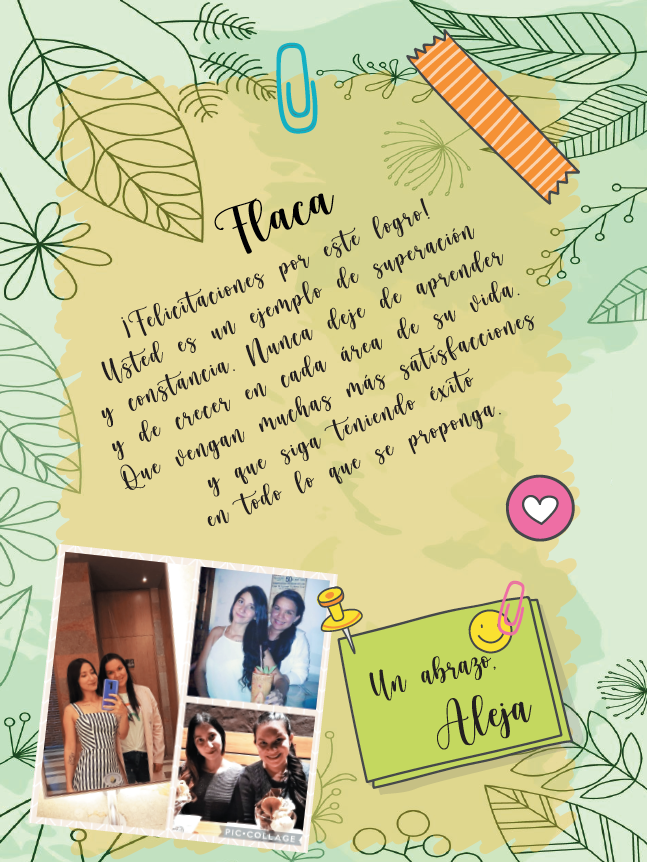 Flaca
¡Felicitaciones por este logro!
Usted es un ejemplo de superación
y constancia. Nunca deje de aprender
y de crecer en cada área de su vida.
Que vengan muchas más satisfacciones
y que siga teniendo éxito
en todo lo que se proponga.
Un abrazo,
Aleja
PIC•COLLAGE